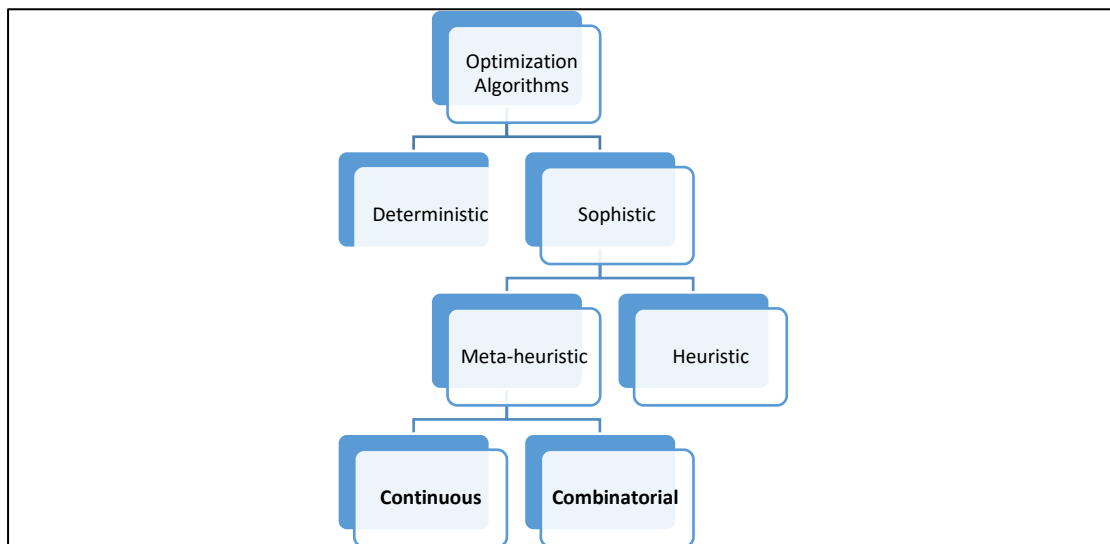 Optimization
Algorithms
Deterministic
Sophistic
Meta-heuristic
Heuristic
Continuous
Combinatorial